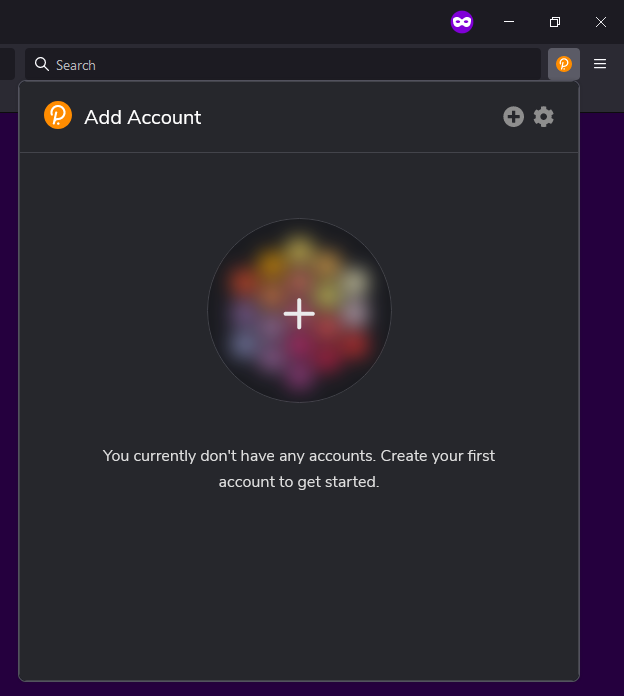 Search
Add Account
You currently don't have any accounts. Create your first
account to get started.